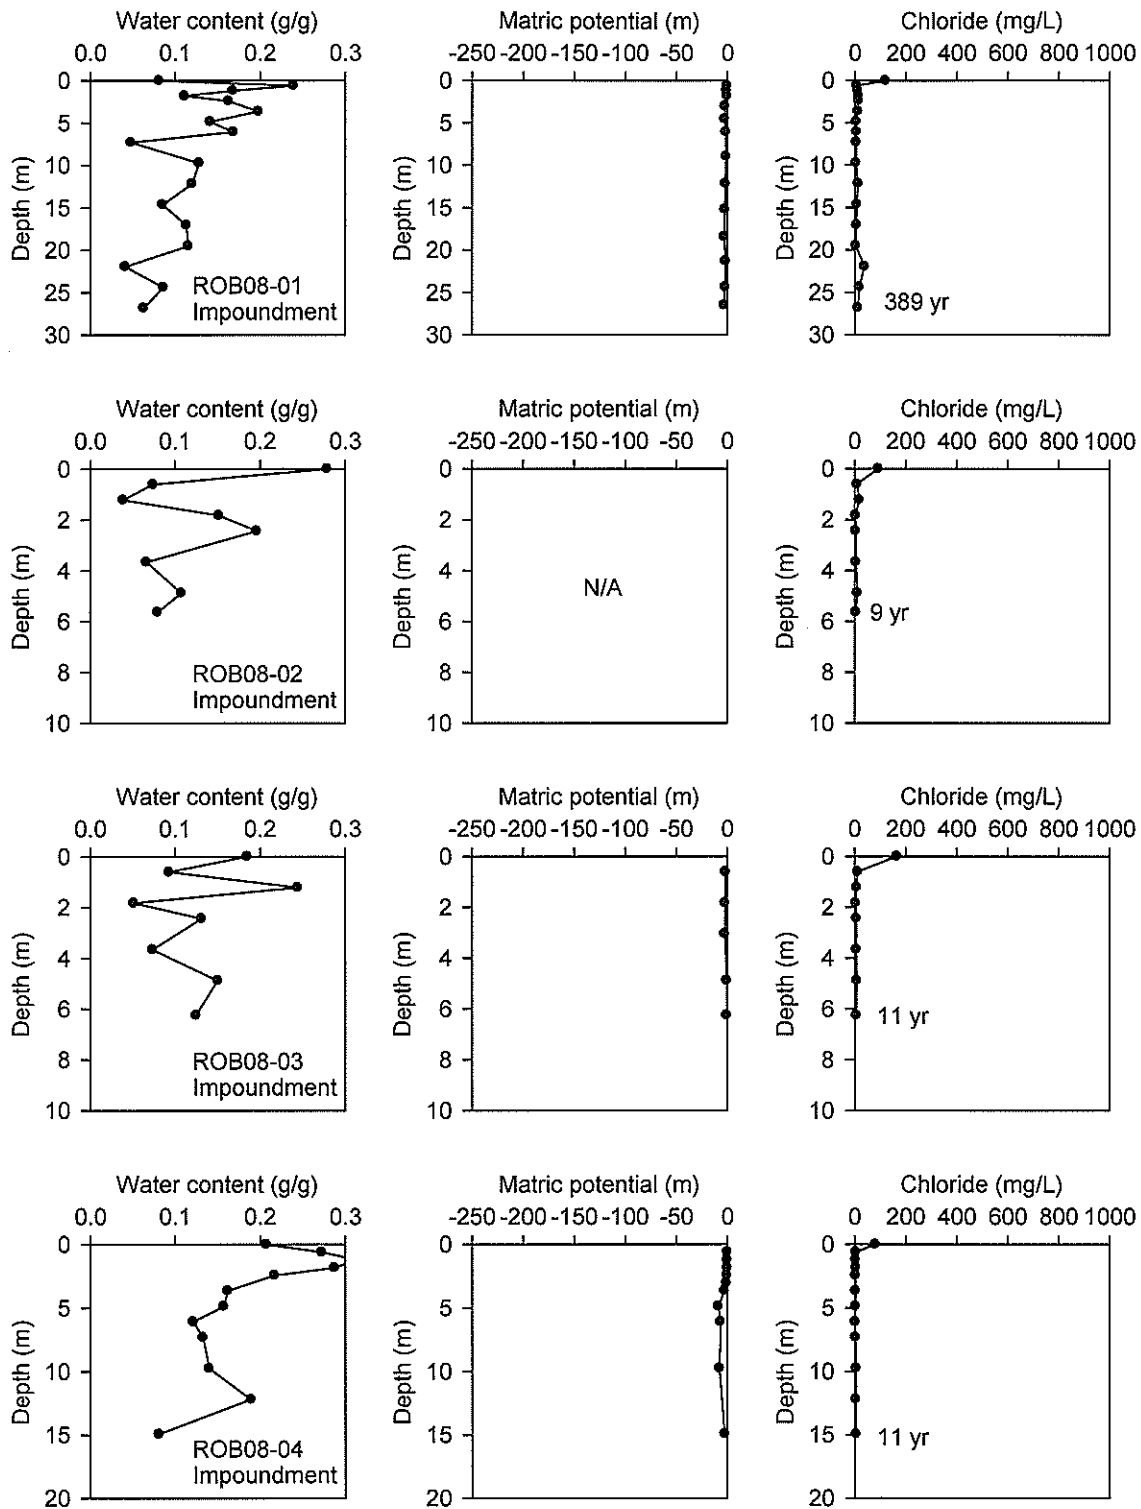 Water content (g/g) Matric potential (m) Chloride (mg/L)
0.0 0.1 0.2 0.3 -250 -200 -150 -100 -50 0 0 200 400 600 800 1000
Depth (m) Depth (m) Depth (m)
0 0 0
5 5 5
10 10 10
15 15 15
20 20 20
25 25 25
30 30 30
ROB08-01
Impoundment
389 yr
Water content (g/g) Matric potential (m) Chloride (mg/L)
0.0 0.1 0.2 0.3 -250 -200 -150 -100 -50 0 0 200 400 600 800 1000
Depth (m) Depth (m) Depth (m)
0 0 0
2 2 2
4 4 4
6 6 6
8 8 8
10 10 10
ROB08-02
Impoundment
N/A
9 yr
Water content (g/g) Matric potential (m) Chloride (mg/L)
0.0 0.1 0.2 0.3 -250 -200 -150 -100 -50 0 0 200 400 600 800 1000
Depth (m) Depth (m) Depth (m)
0 0 0
2 2 2
4 4 4
6 6 6
8 8 8
10 10 10
ROB08-03
Impoundment
11 yr
Water content (g/g) Matric potential (m) Chloride (mg/L)
0.0 0.1 0.2 0.3 -250 -200 -150 -100 -50 0 0 200 400 600 800 1000
Depth (m) Depth (m) Depth (m)
0 0 0
5 5 5
10 10 10
15 15 15
20 20 20
ROB08-04
Impoundment
11 yr